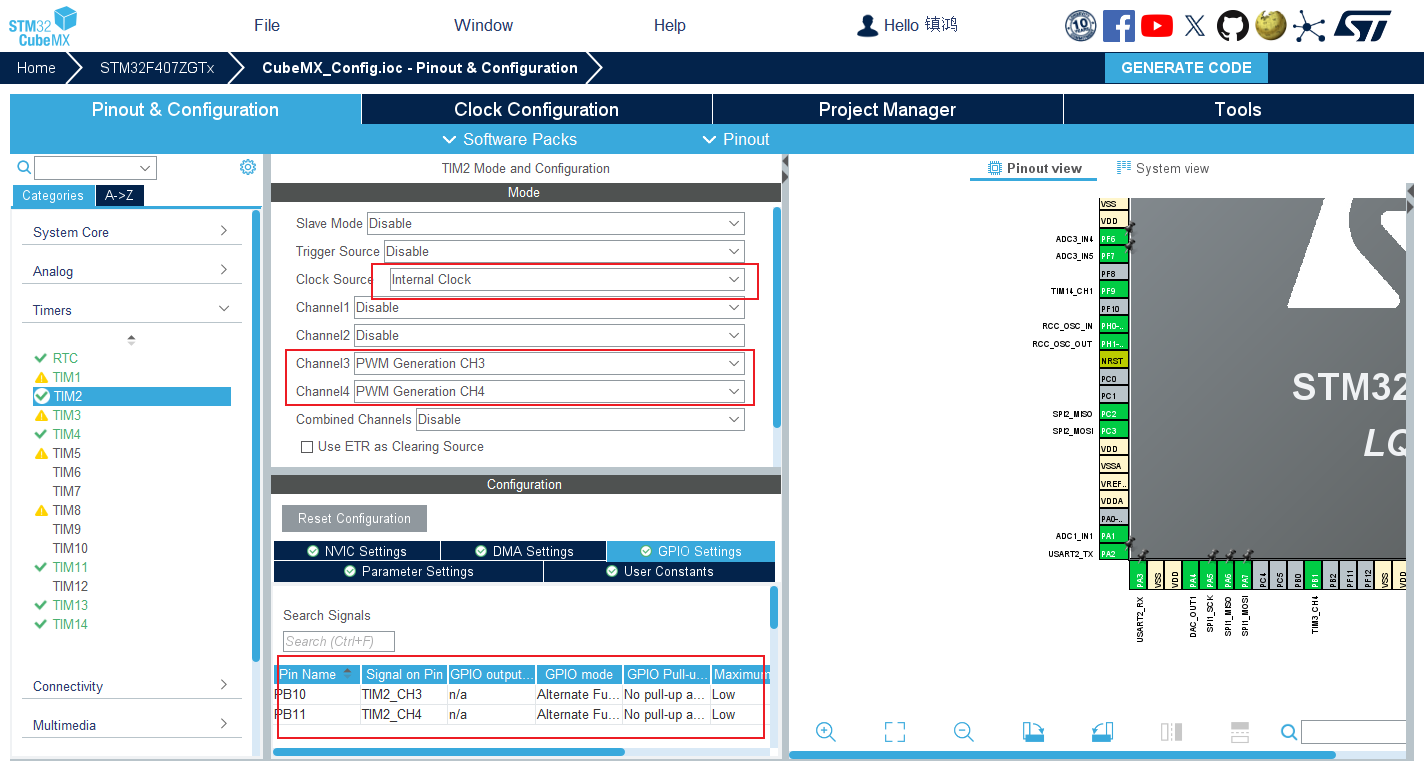 STM32
CubeMX
File
Window
Help
Hello 镇鸿
10
Home
STM32F407ZGTx
CubeMX_Config.ioc - Pinout & Configuration
GENERATE CODE
Pinout & Configuration
Clock Configuration
Project Manager
Tools
Software Packs
Pinout
Categories
A->Z
System Core
Analog
Timers
RTC
TIM1
TIM2
TIM3
TIM4
TIM5
TIM6
TIM7
TIM8
TIM9
TIM10
TIM11
TIM12
TIM13
TIM14
Connectivity
Multimedia
TIM2 Mode and Configuration
Mode
Slave Mode Disable
Trigger Source Disable
Clock Source Internal Clock
Channel1 Disable
Channel2 Disable
Channel3 PWM Generation CH3
Channel4 PWM Generation CH4
Combined Channels Disable
Use ETR as Clearing Source
Configuration
Reset Configuration
NVIC Settings
DMA Settings
GPIO Settings
Parameter Settings
User Constants
Search Signals
Search (Ctrl+F)
Pin Name Signal on Pin GPIO output... GPIO mode GPIO Pull-u... Maximum
PB10 TIM2_CH3 n/a Alternate Fu... No pull-up a... Low
PB11 TIM2_CH4 n/a Alternate Fu... No pull-up a... Low
Pinout view
System view
VSS
VDD
ADC3_IN4 PF6
ADC3_IN5 PF7
PF8
TIM14_CH1 PF9
PF10
RCC_OSC_IN PH0-..
RCC_OSC_OUT PH1-..
NRST
PC0
PC1
SPI2_MISO PC2
SPI2_MOSI PC3
VDD
VSSA
VREF..
VDDA
PA0-..
ADC1_IN1 PA1
USART2_TX PA2
STM32
LQ
PA3
VSS
VDD
PA4
PA5
PA6
PA7
PC4
PC5
PB0
PB1
PB2
PF11
PF12
VSS
VDD
USART2_RX
DAC_OUT1
SPI1_SCK
SPI1_MISO
SPI1_MOSI
TIM3_CH4